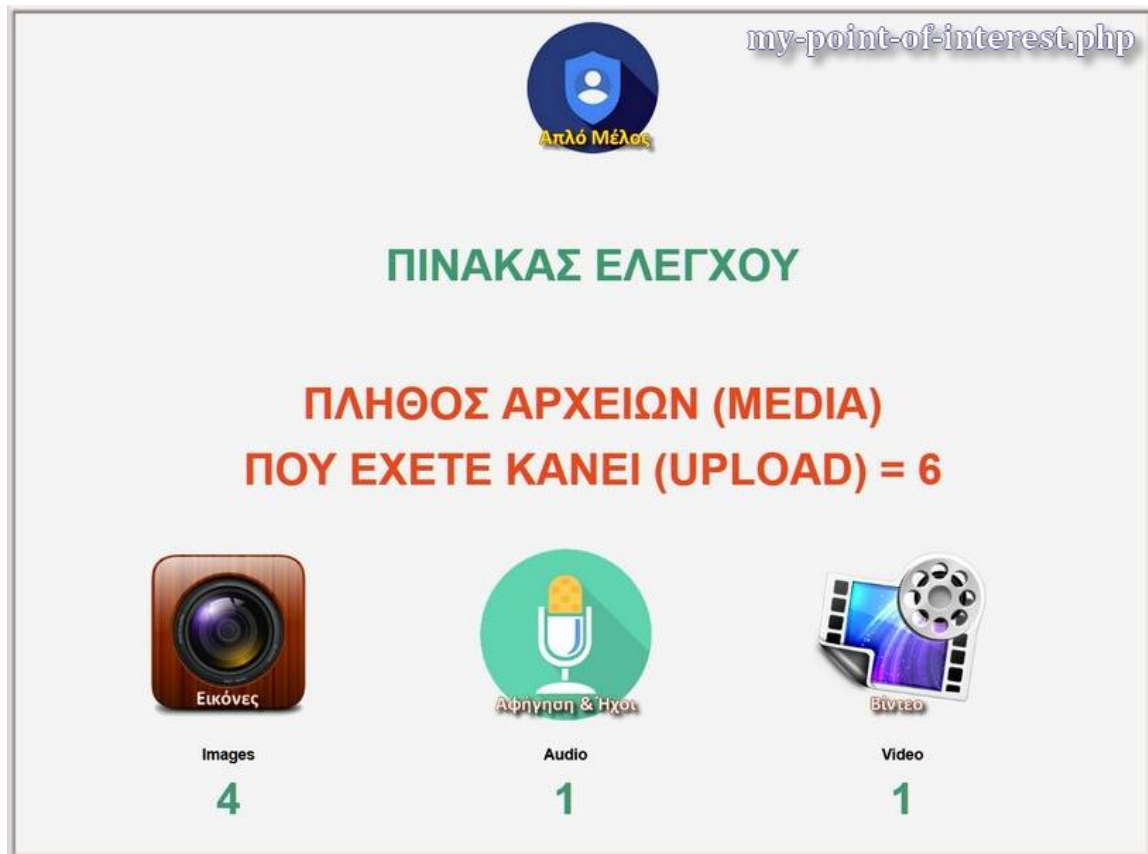 my-point-of-interest.php
Απλό Μέλος
ΠΙΝΑΚΑΣ ΕΛΕΓΧΟΥ
ΠΛΗΘΟΣ ΑΡΧΕΙΩΝ (MEDIA)
ΠΟΥ ΕΧΕΤΕ ΚΑΝΕΙ (UPLOAD) = 6
Εικόνες
Αφήγηση & Ήχοι
Βίντεο
Images
Audio
Video
4
1
1